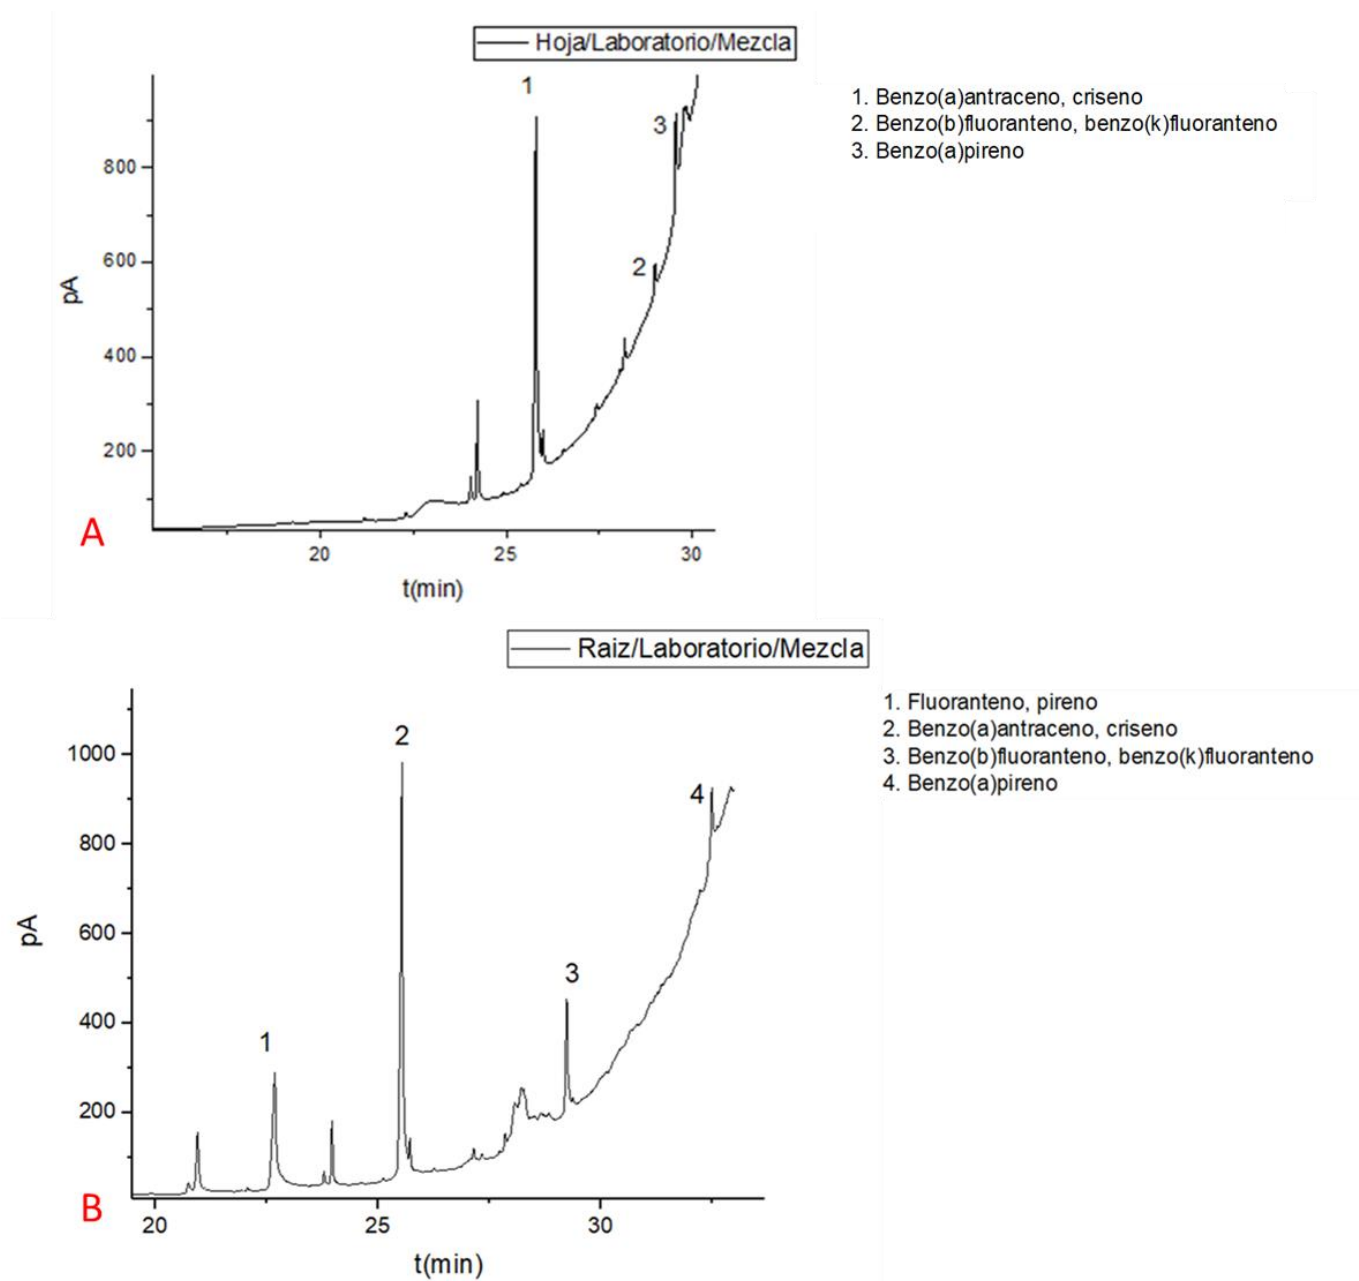 Hoja/Laboratorio/Mezcla
1. Benzo(a)antraceno, criseno
2. Benzo(b)fluoranteno, benzo(k)fluoranteno
3. Benzo(a)pireno
1
3
2
800
600
400
200
pA
20
25
30
t(min)
A
Raiz/Laboratorio/Mezcla
1. Fluoranteno, pireno
2. Benzo(a)antraceno, criseno
3. Benzo(b)fluoranteno, benzo(k)fluoranteno
4. Benzo(a)pireno
2
4
3
1
1000
800
600
400
200
pA
20
25
30
t(min)
B